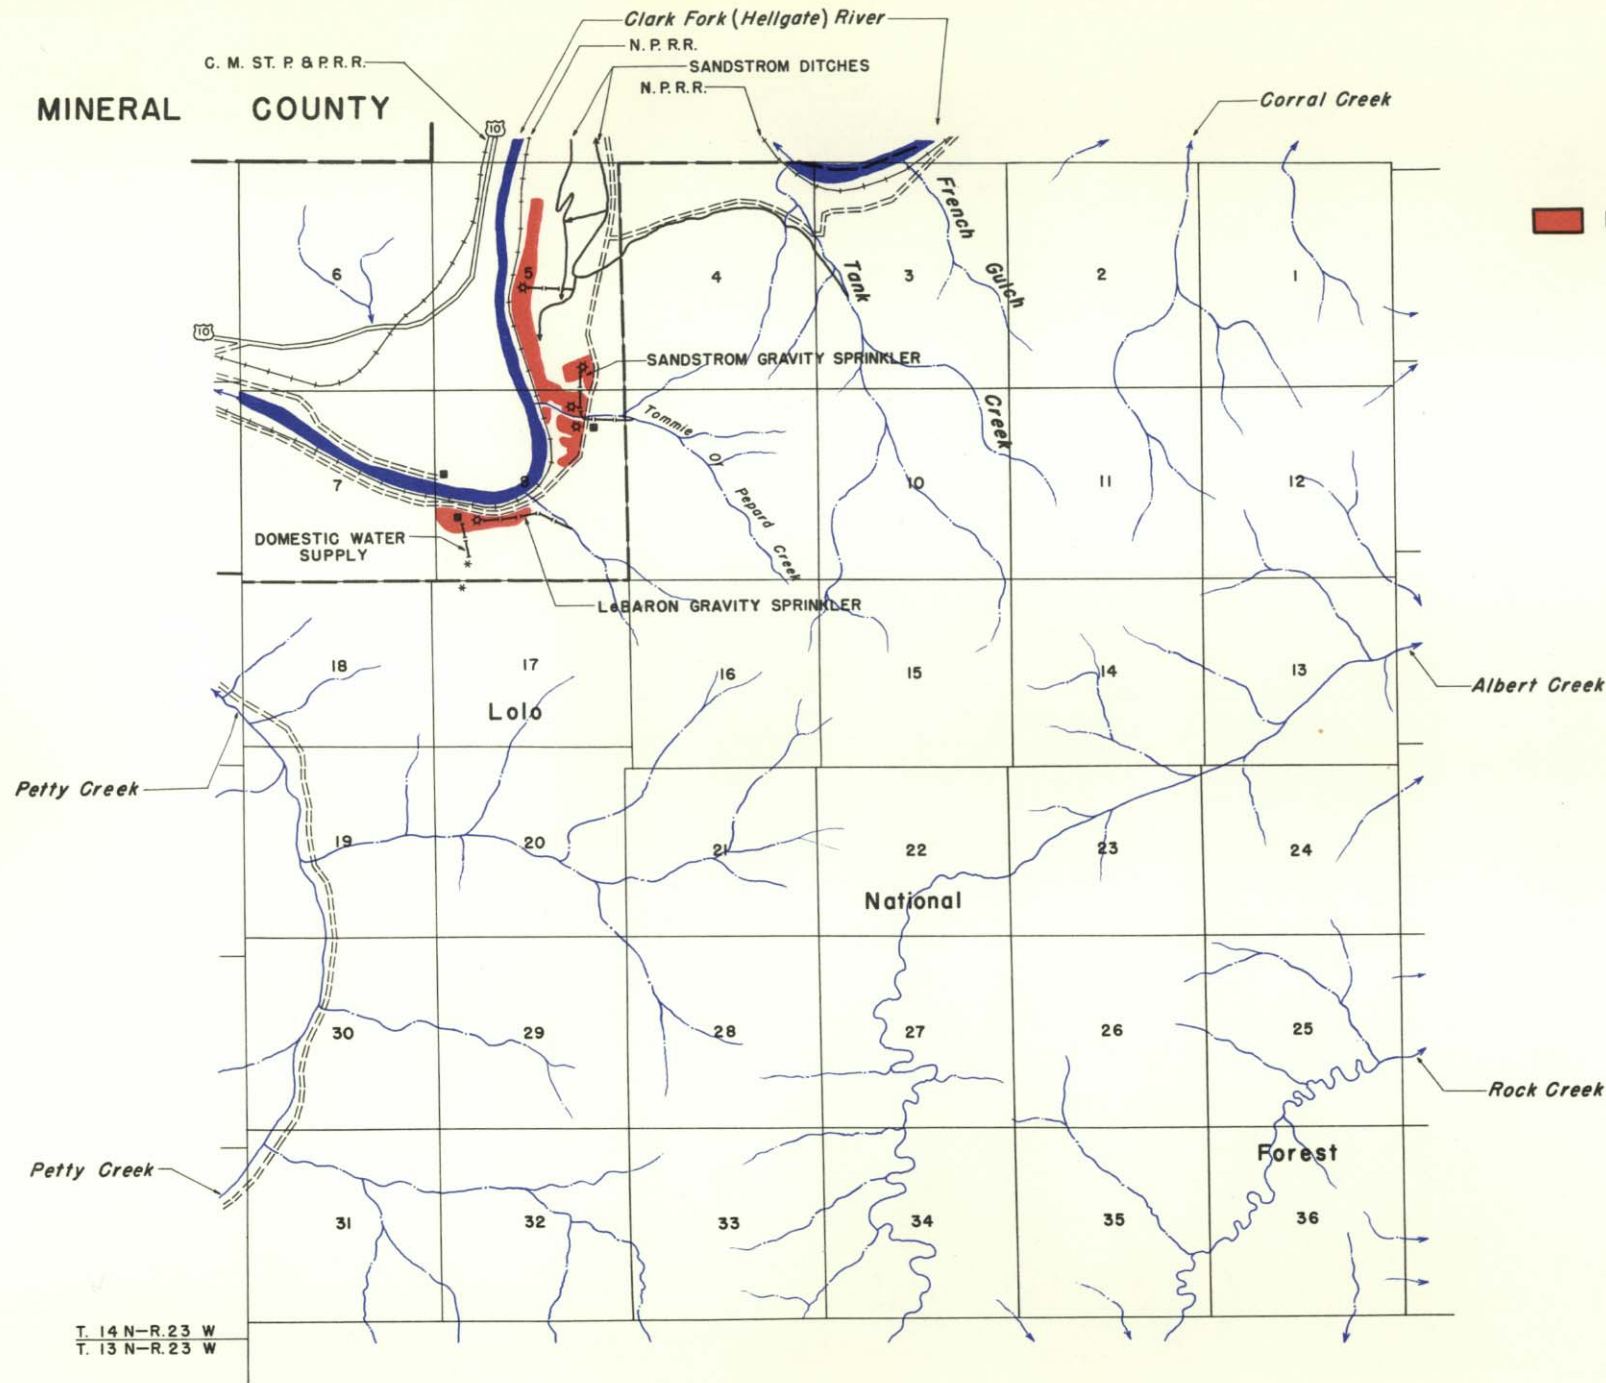 Clark Fork (Hellgate) River
N. P. R.R.
C. M. ST. P. & P. R. R.
SANDSTROM DITCHES
N. P. R. R.
MINERAL COUNTY
Corral Creek
10
French Gulch
6
5
4
Tank Creek
3
2
1
10
SANDSTROM GRAVITY SPRINKLER
Tommie or Pepard Creek
7
8
10
11
12
DOMESTIC WATER
SUPPLY
LeBARON GRAVITY SPRINKLER
18
17
16
15
14
13
Albert Creek
Lolo
Petty Creek
19
20
21
22
23
24
National
30
29
28
27
26
25
Rock Creek
Forest
Petty Creek
31
32
33
34
35
36
T. 14 N-R. 23 W
T. 13 N-R. 23 W